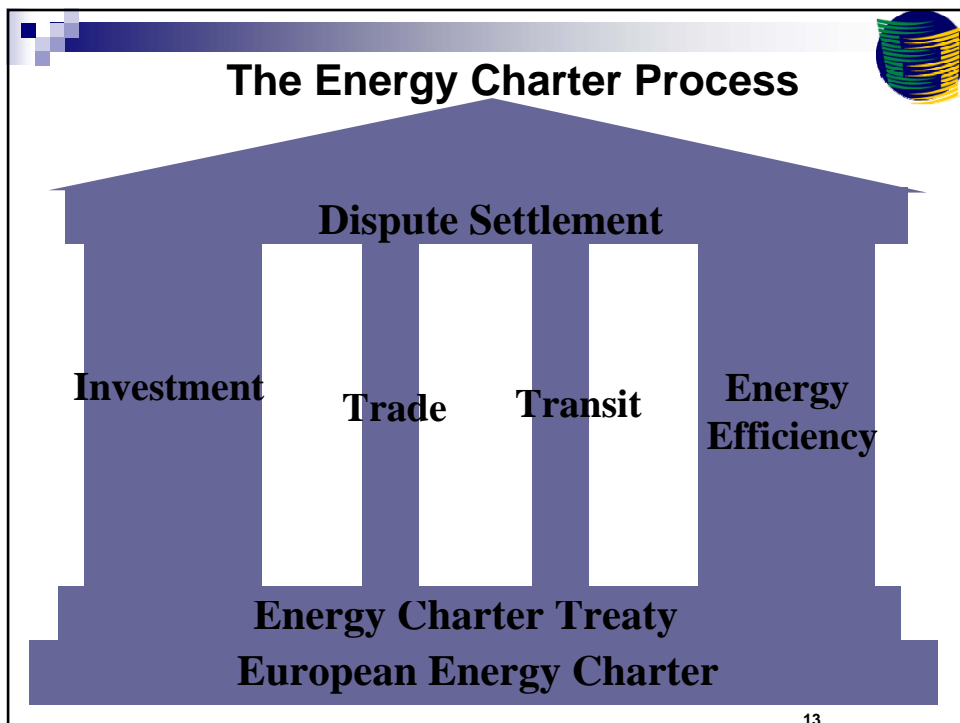 The Energy Charter Process
Dispute Settlement
Investment
Trade
Transit
Energy
Efficiency
Energy Charter Treaty
European Energy Charter
13